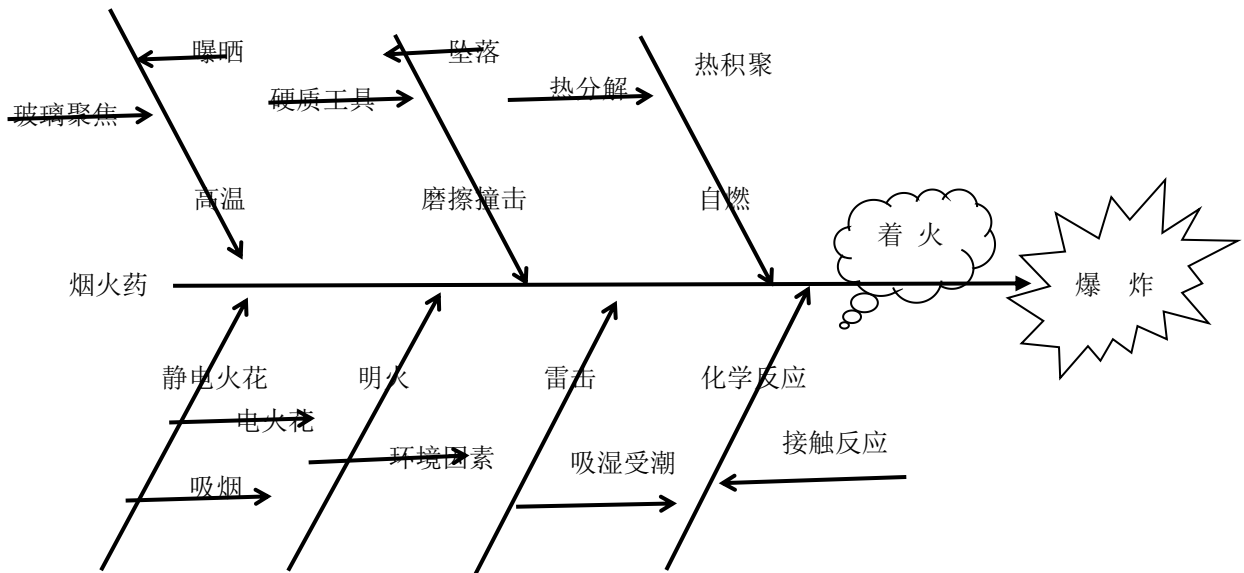 曝晒
坠落
热积聚
热分解
硬质工具
玻璃聚焦
高温
磨擦撞击
自燃
着 火
烟火药
爆 炸
静电火花
明火
雷击
化学反应
电火花
接触反应
环境因素
吸湿受潮
吸烟